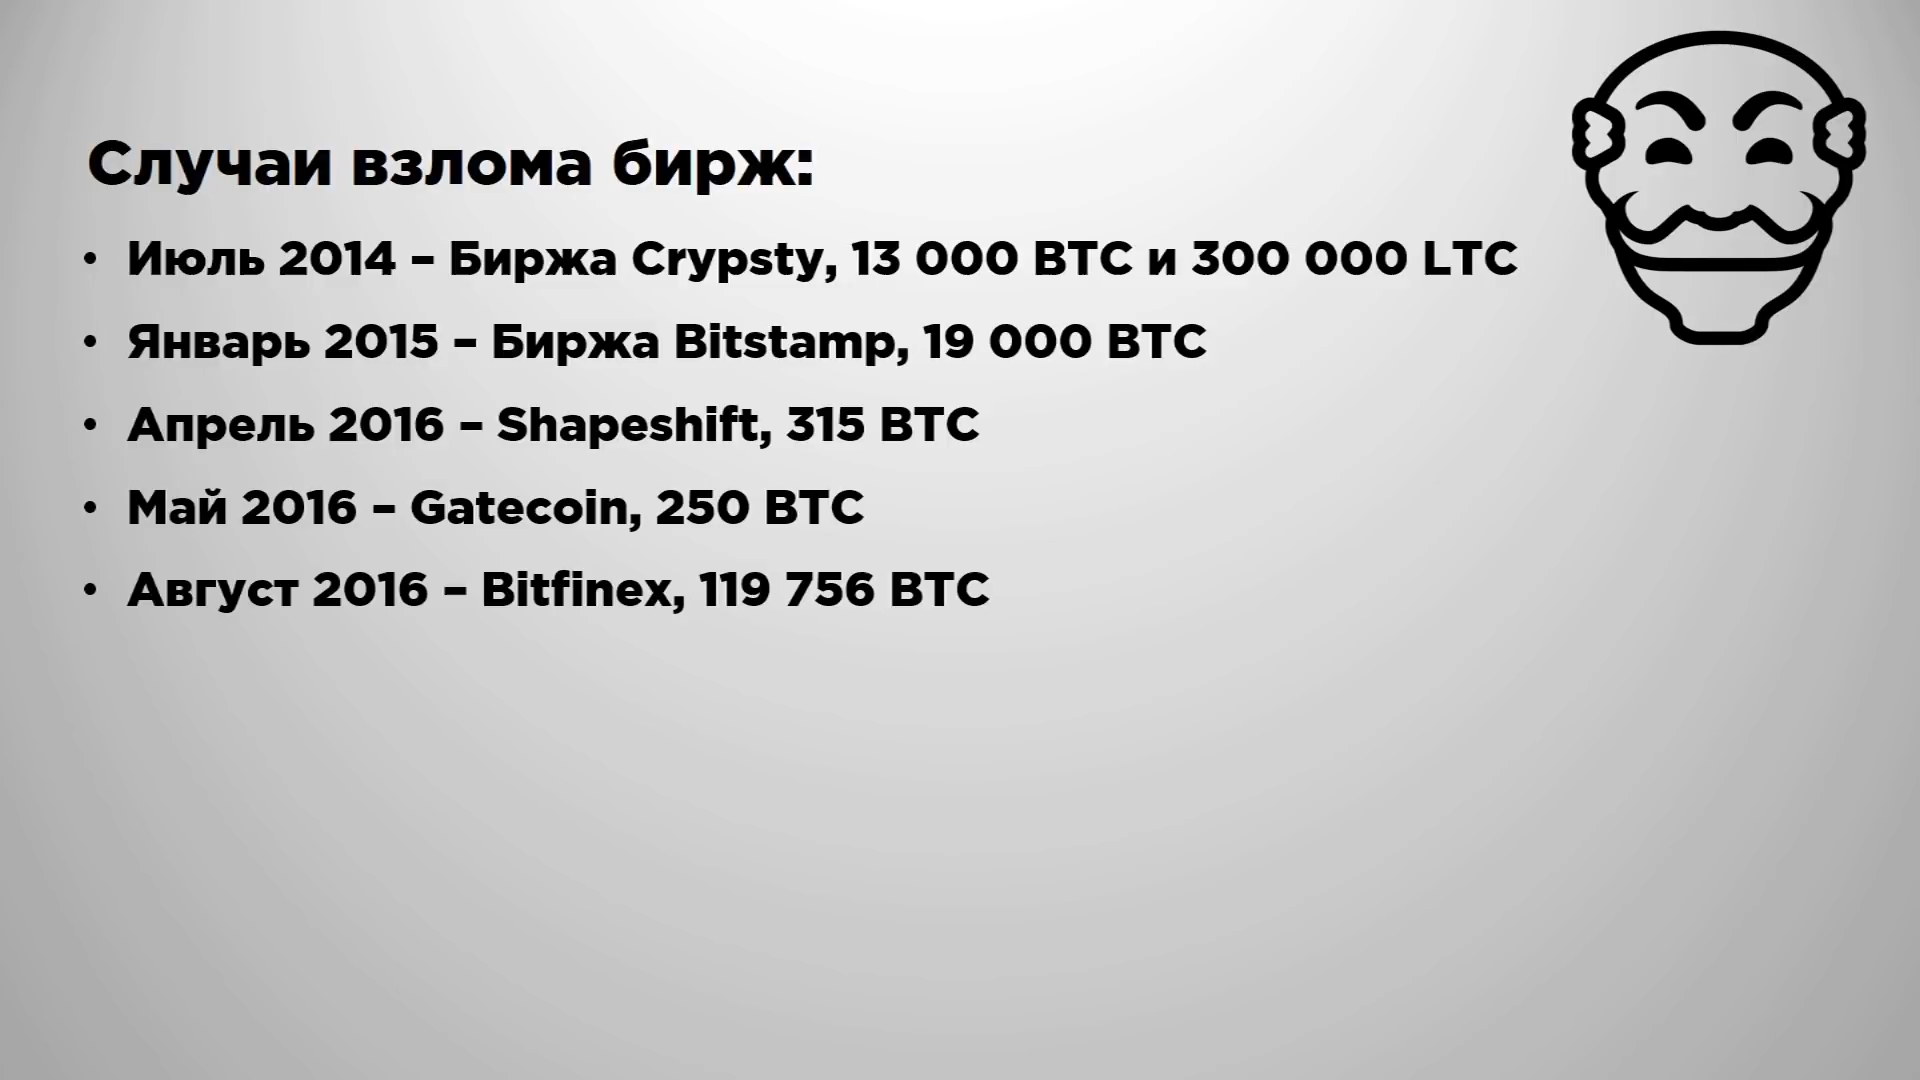 Случаи взлома бирж:
• Июль 2014 – Биржа Crypsty, 13 000 BTC и 300 000 LTC
• Январь 2015 – Биржа Bitstamp, 19 000 BTC
• Апрель 2016 – Shapeshift, 315 BTC
• Май 2016 – Gatecoin, 250 BTC
• Август 2016 – Bitfinex, 119 756 BTC